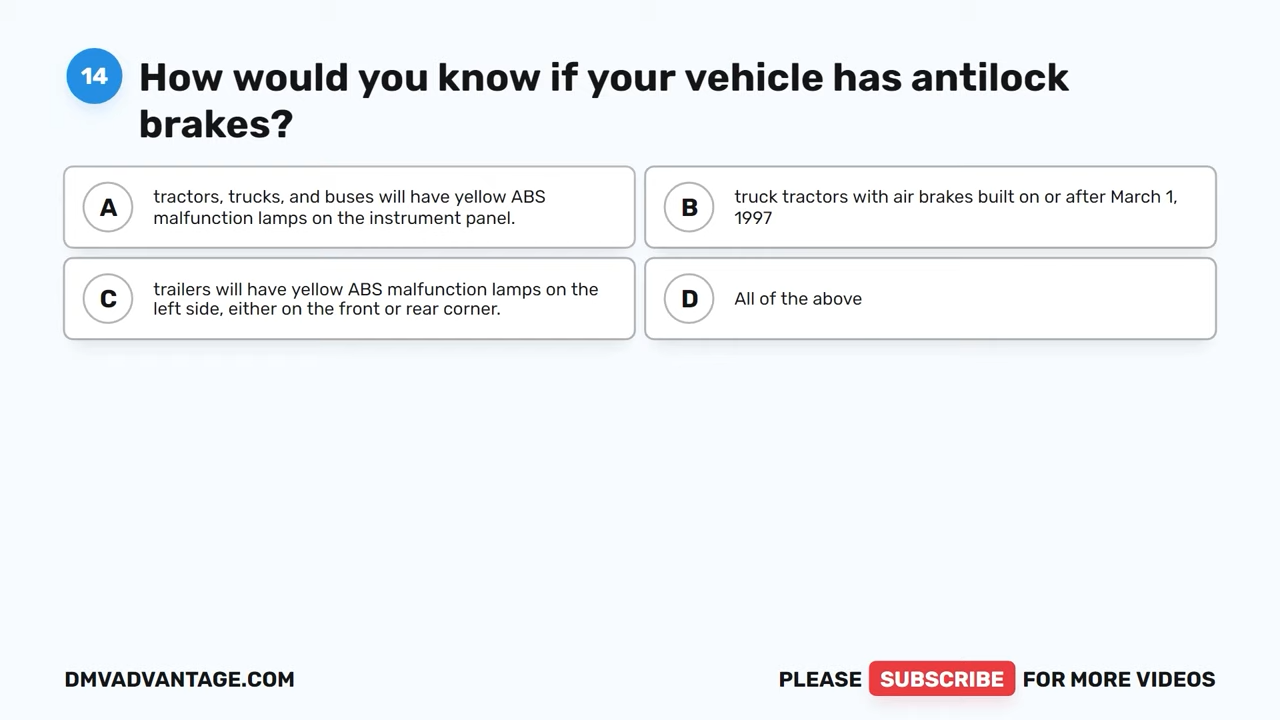 14
How would you know if your vehicle has antilock
brakes?
A
tractors, trucks, and buses will have yellow ABS
malfunction lamps on the instrument panel.
B
truck tractors with air brakes built on or after March 1,
1997
C
trailers will have yellow ABS malfunction lamps on the
left side, either on the front or rear corner.
D
All of the above
DMVADVANTAGE.COM
PLEASE SUBSCRIBE FOR MORE VIDEOS